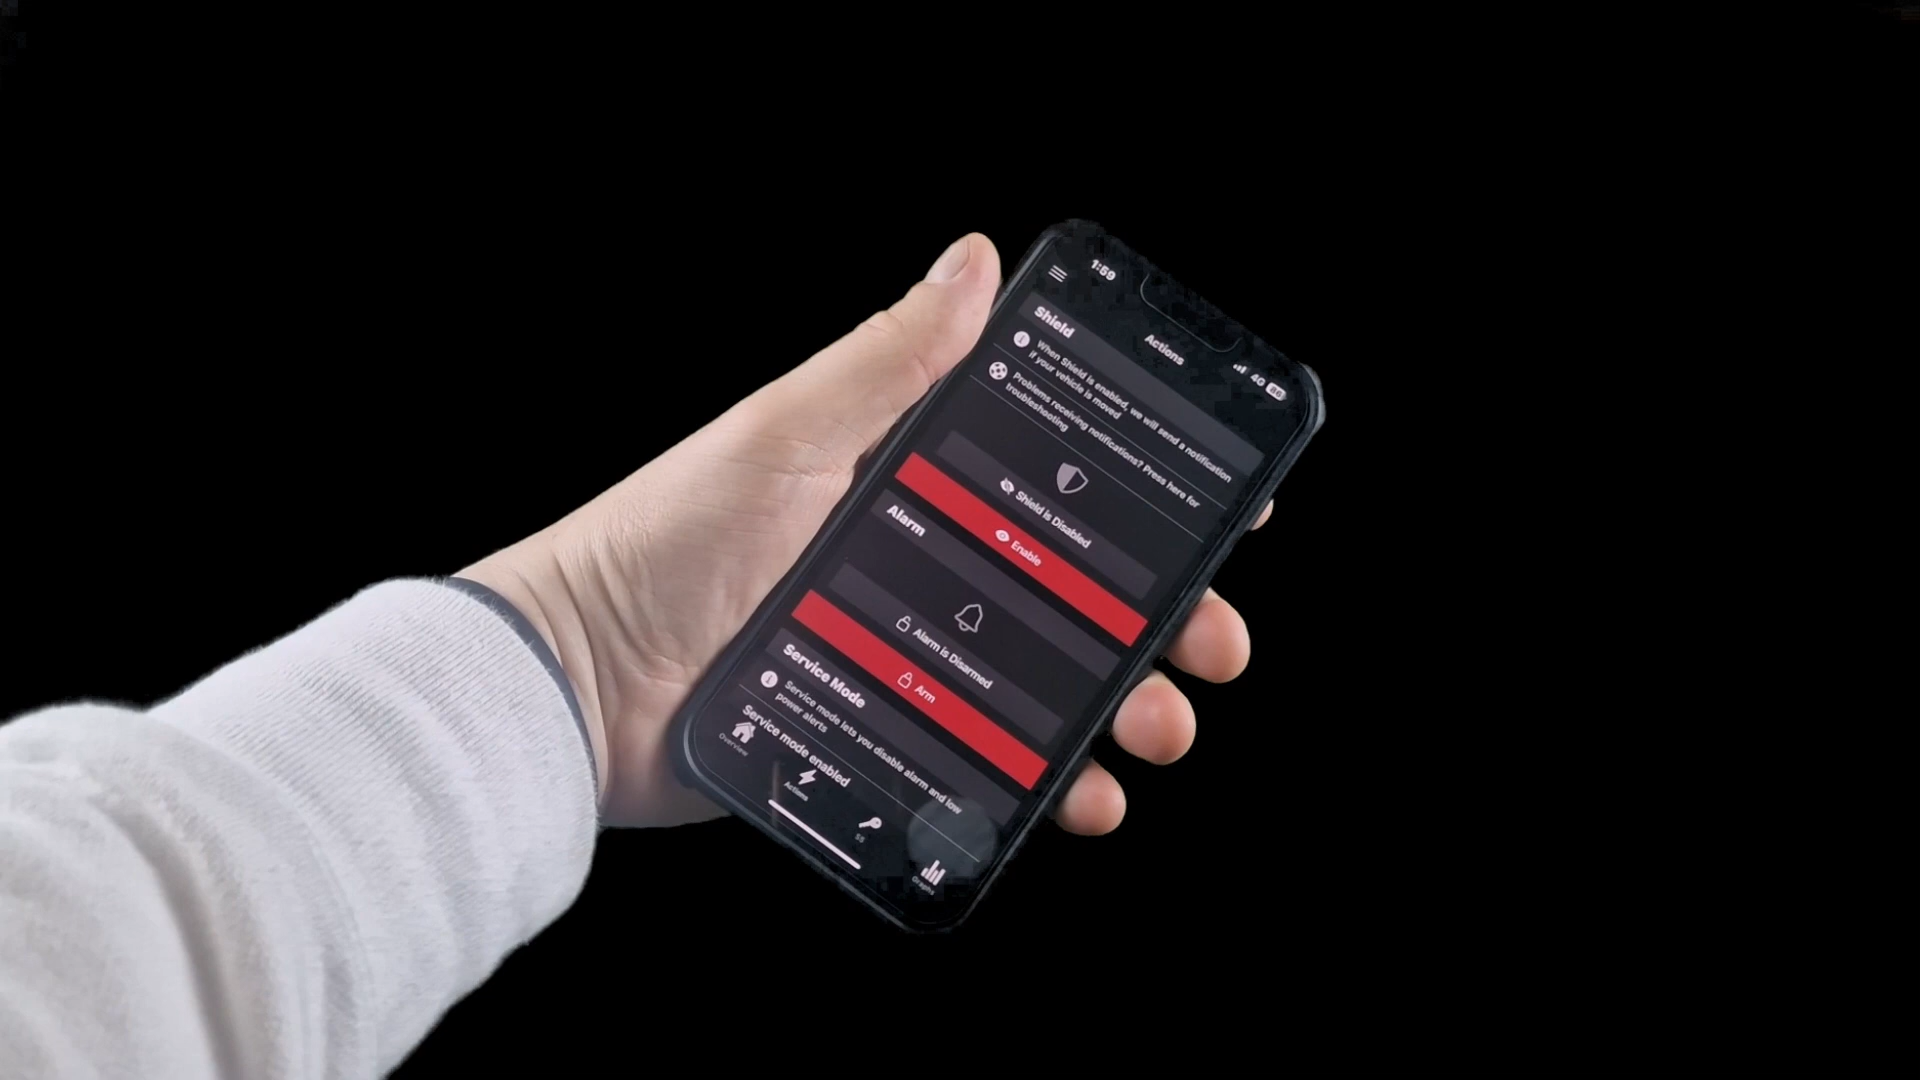 1:59
4G 86
Actions
Shield
When Shield is enabled, we will send a notification
if your vehicle is moved
Problems receiving notifications? Press here for
troubleshooting
Shield is Disabled
Enable
Alarm
Alarm is Disarmed
Arm
Service Mode
Service mode lets you disable alarm and low
power alerts
Service mode enabled
Overview
Actions
Graphs